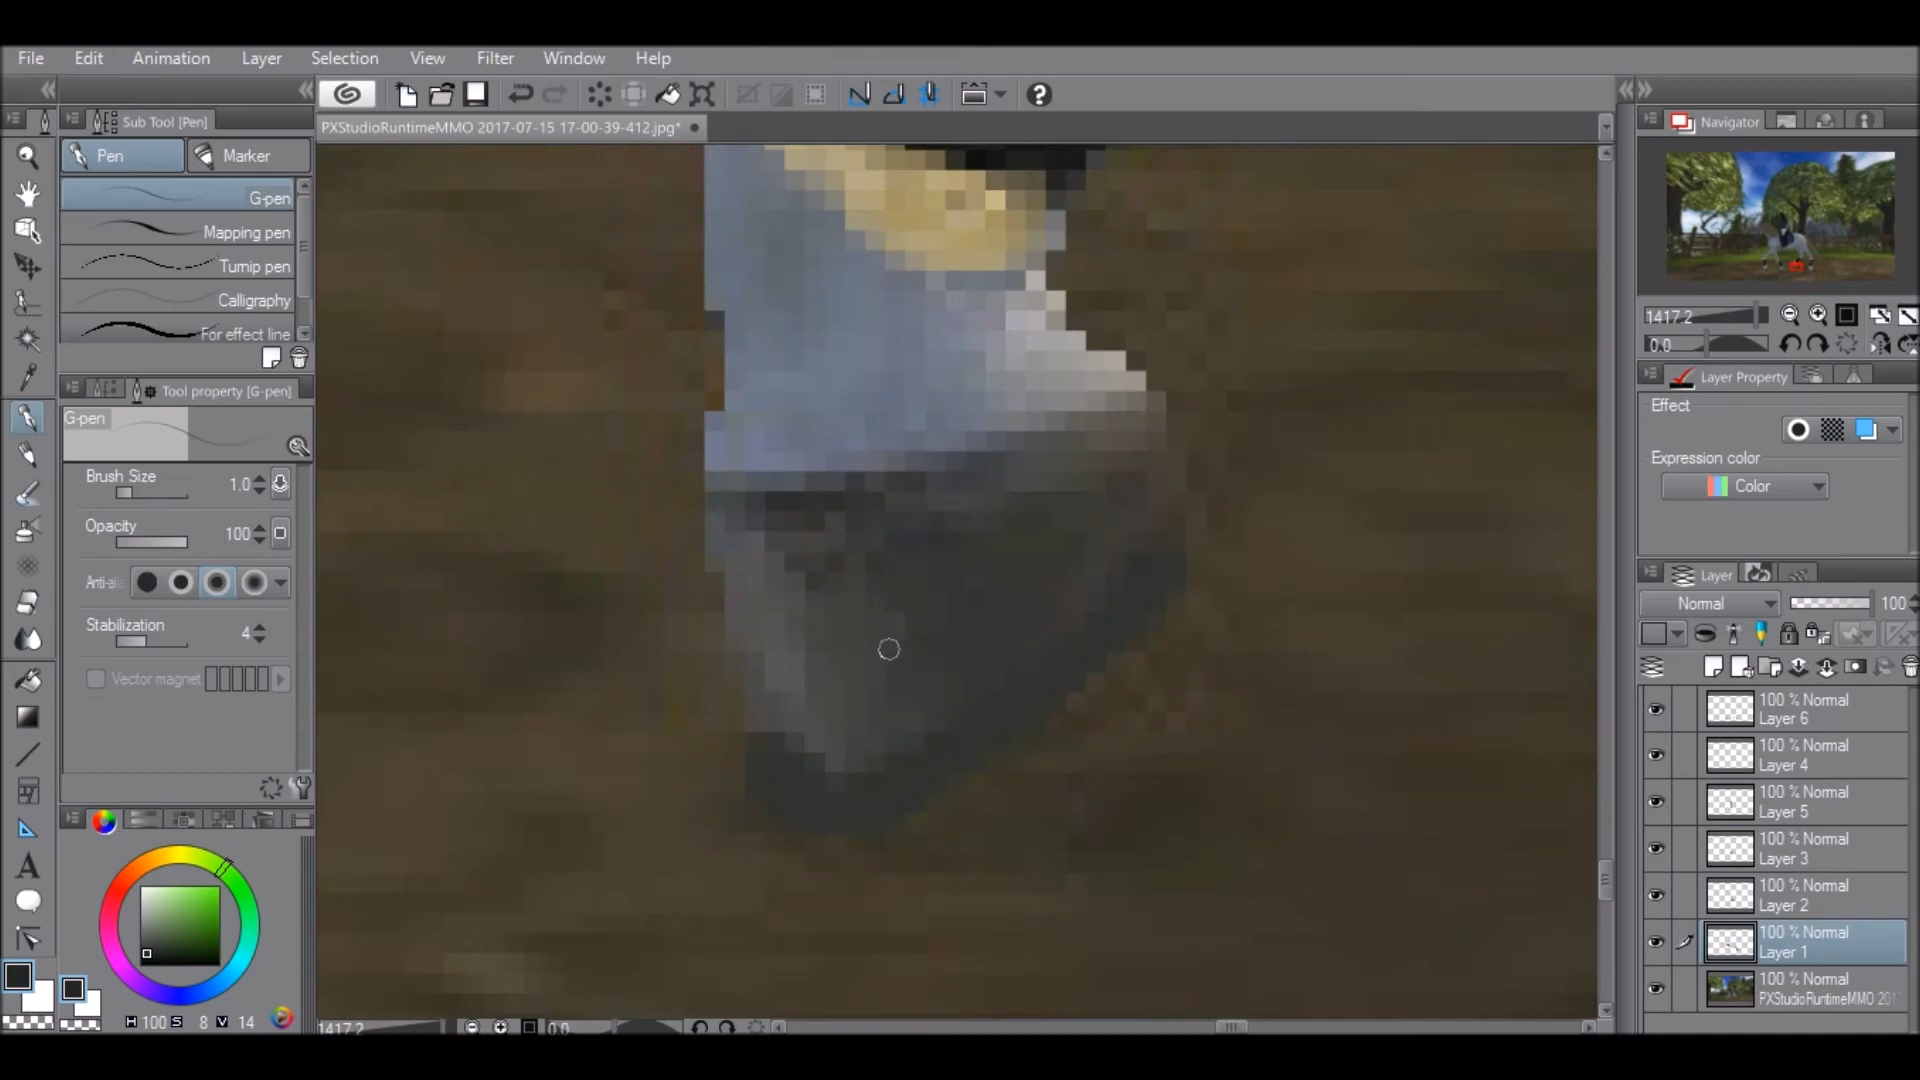 File Edit Animation Layer Selection View Filter Window Help
Sub Tool [Pen]
Navigator
PXStudioRuntimeMMO 2017-07-15 17-00-39-412.jpg*
Pen Marker
G-pen
Mapping pen
Turnip pen
Calligraphy
For effect line
1417.2
0.0
Tool property [G-pen]
Layer Property
G-pen
Effect
Expression color
Color
Brush Size 1.0
Opacity 100
Anti-ali
Stabilization 4
Vector magnet
Layer
Normal 100
100 % Normal
Layer 6
100 % Normal
Layer 4
100 % Normal
Layer 5
100 % Normal
Layer 3
100 % Normal
Layer 2
100 % Normal
Layer 1
100 % Normal
PXStudioRuntimeMMO 201
H 100 S 8 V 14
1417.2 0.0